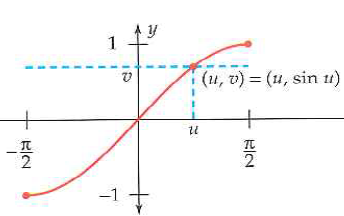 y
1
v
(u, v) = (u, sin u)
u
−π/2
π/2
−1